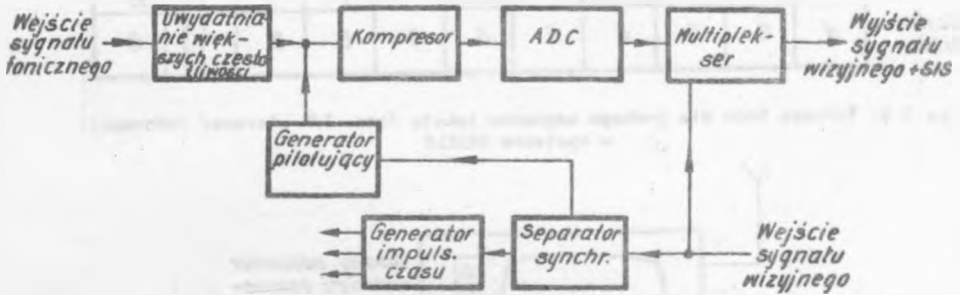 Wejście
sygnału
fonicznego
Uwydatnia-
nie więk-
szych często
tliwości
Kompresor
ADC
Multiplek-
ser
Wyjście
sygnału
wizyjnego +SIS
Generator
pilotujący
Generator
impuls.
czasu
Separator
synchr.
Wejście
sygnału
wizyjnego